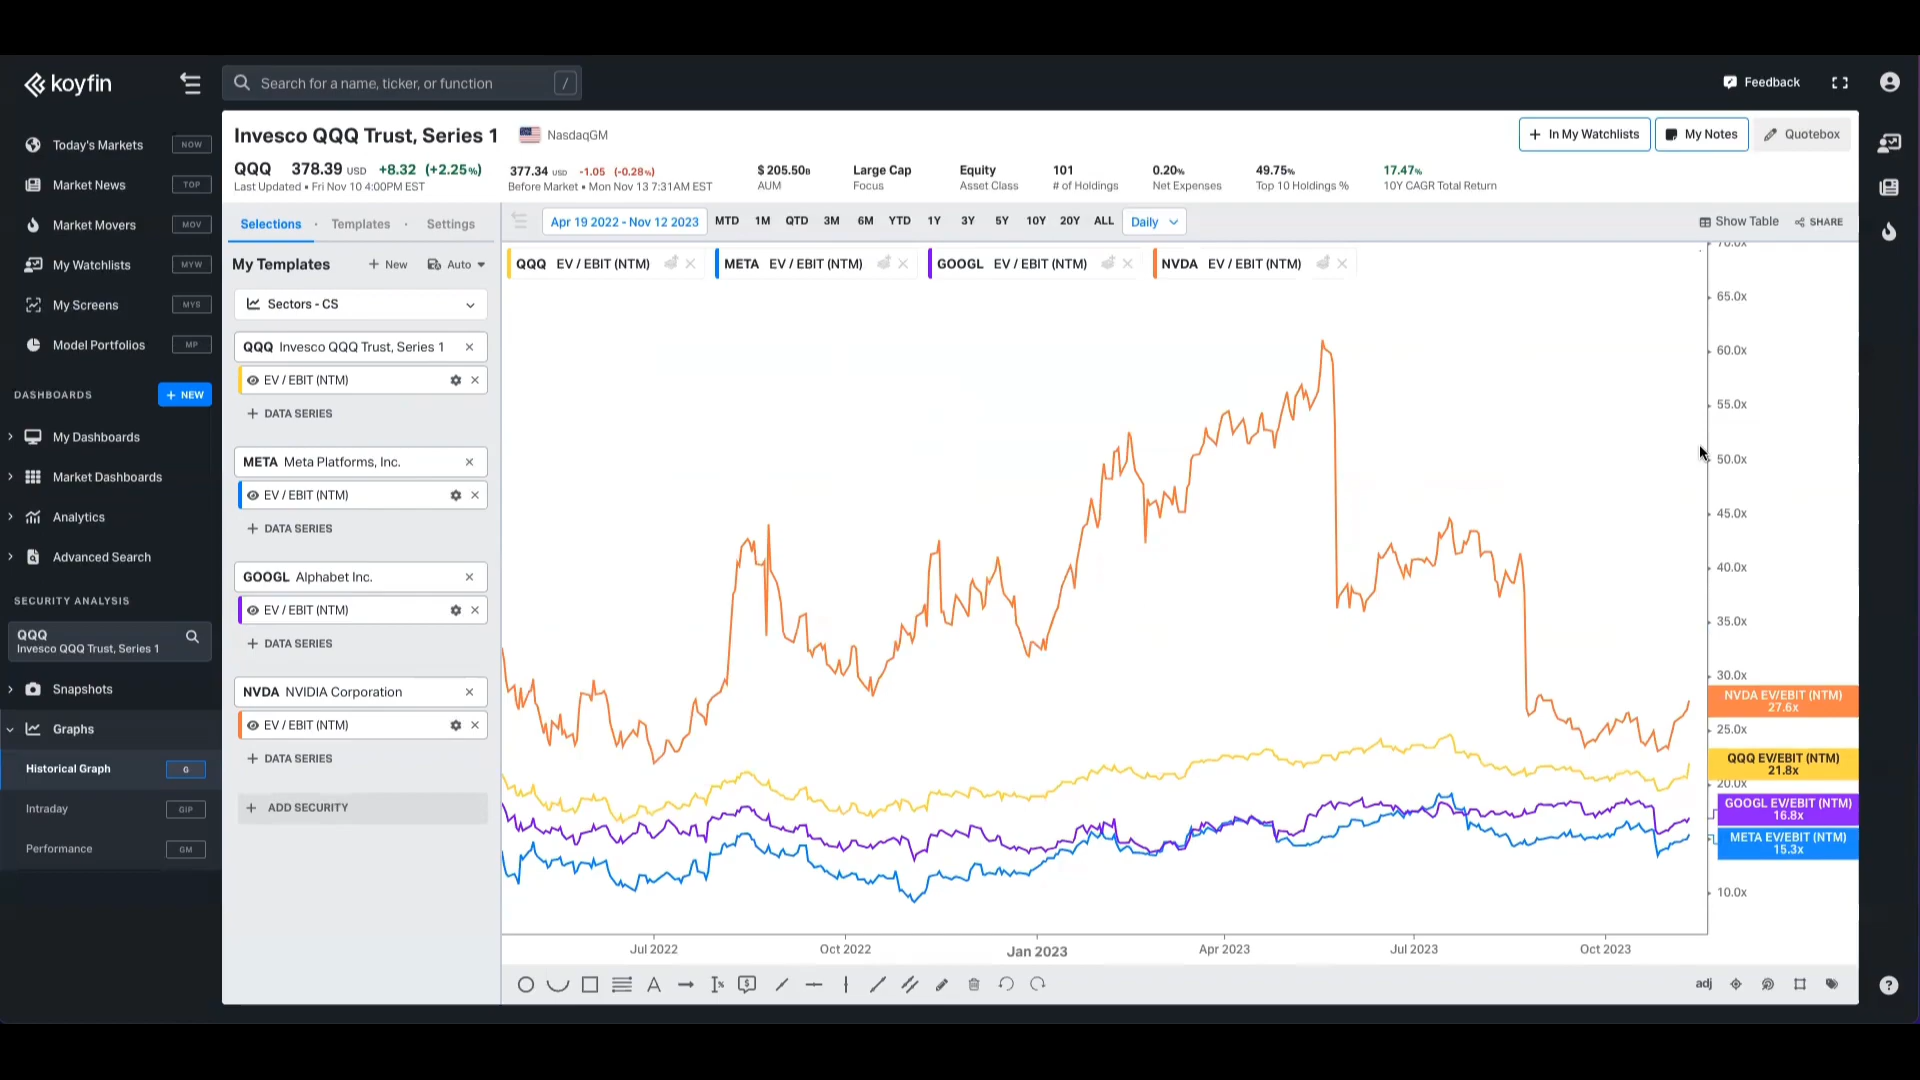 koyfin
Search for a name, ticker, or function /
Feedback
Today's Markets NOW
Market News TOP
Market Movers MOV
My Watchlists MYW
My Screens MYS
Model Portfolios MP
DASHBOARDS + NEW
My Dashboards
Market Dashboards
Analytics
Advanced Search
SECURITY ANALYSIS
QQQ
Invesco QQQ Trust, Series 1
Snapshots
Graphs
Historical Graph G
Intraday GIP
Performance GM
Invesco QQQ Trust, Series 1 NasdaqGM
+ In My Watchlists My Notes Quotebox
QQQ 378.39 USD +8.32 (+2.25%)
Last Updated • Fri Nov 10 4:00PM EST
377.34 USD -1.05 (-0.28%)
Before Market • Mon Nov 13 7:31AM EST
$ 205.50B
AUM
Large Cap
Focus
Equity
Asset Class
101
# of Holdings
0.20%
Net Expenses
49.75%
Top 10 Holdings %
17.47%
10Y CAGR Total Return
Selections · Templates · Settings
Apr 19 2022 - Nov 12 2023 MTD 1M QTD 3M 6M YTD 1Y 3Y 5Y 10Y 20Y ALL Daily
Show Table SHARE
My Templates + New Auto
Sectors - CS
QQQ Invesco QQQ Trust, Series 1
EV / EBIT (NTM)
+ DATA SERIES
META Meta Platforms, Inc.
EV / EBIT (NTM)
+ DATA SERIES
GOOGL Alphabet Inc.
EV / EBIT (NTM)
+ DATA SERIES
NVDA NVIDIA Corporation
EV / EBIT (NTM)
+ DATA SERIES
+ ADD SECURITY
QQQ EV / EBIT (NTM) META EV / EBIT (NTM) GOOGL EV / EBIT (NTM) NVDA EV / EBIT (NTM)
70.0x
65.0x
60.0x
55.0x
50.0x
45.0x
40.0x
35.0x
30.0x
NVDA EV/EBIT (NTM)
27.6x
25.0x
QQQ EV/EBIT (NTM)
21.8x
20.0x
GOOGL EV/EBIT (NTM)
16.8x
META EV/EBIT (NTM)
15.3x
10.0x
Jul 2022 Oct 2022 Jan 2023 Apr 2023 Jul 2023 Oct 2023
adj